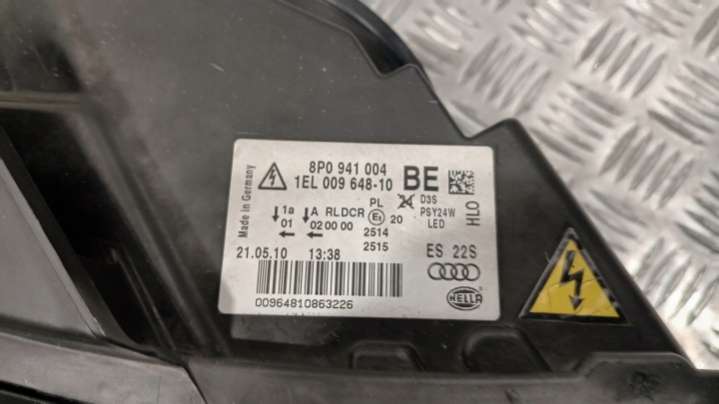 Made in Germany
8P0 941 004 BE
1EL 009 648-10
1a A RLDCR PL D3S
01 02 00 00 E1 20 PSY24W
LED
HLO
2514
2515
21.05.10 13:38 ES 22S
00964810863226
HELLA